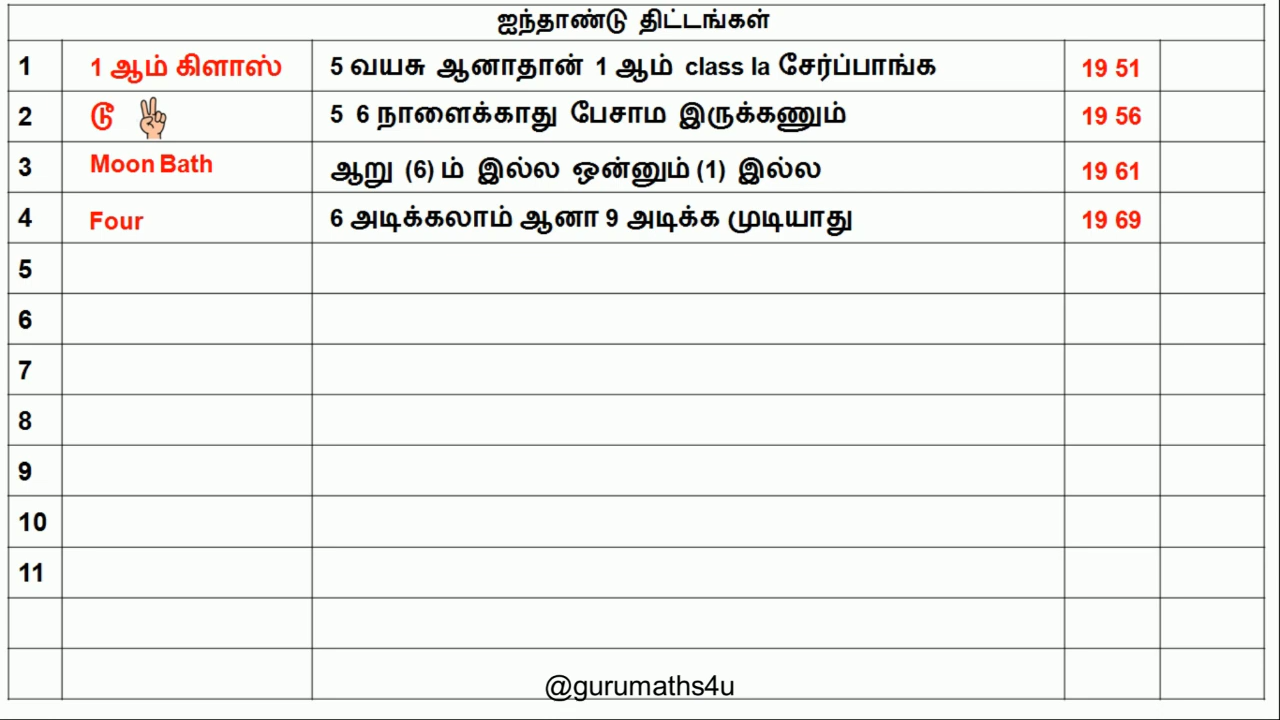 ஐந்தாண்டு திட்டங்கள்
1 1 ஆம் கிளாஸ் 5 வயசு ஆனாதான் 1 ஆம் class la சேர்ப்பாங்க 19 51
2 டூ 5 6 நாளைக்காது பேசாம இருக்கணும் 19 56
3 Moon Bath ஆறு (6) ம் இல்ல ஒன்னும் (1) இல்ல 19 61
4 Four 6 அடிக்கலாம் ஆனா 9 அடிக்க முடியாது 19 69
5
6
7
8
9
10
11
@gurumaths4u